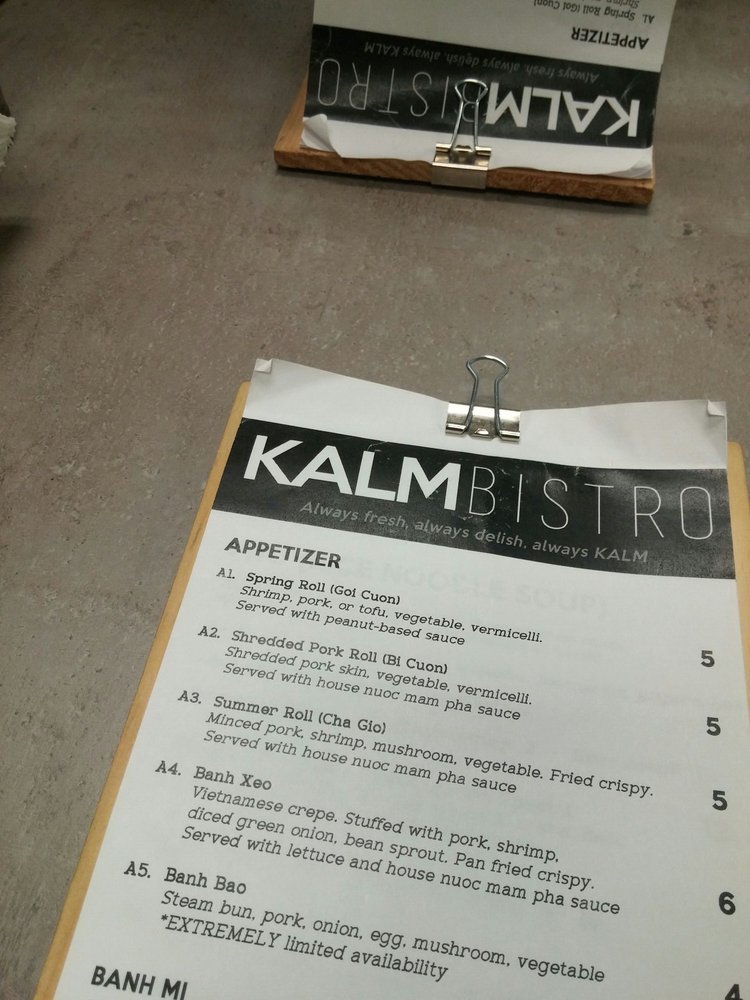 Shrimp,
A1. Spring Roll (Goi Cuon)
APPETIZER
Always fresh, always delish, always KALM
KALMBISTRO
KALMBISTRO
Always fresh, always delish, always KALM
APPETIZER
A1. Spring Roll (Goi Cuon)
Shrimp, pork, or tofu, vegetable, vermicelli.
Served with peanut-based sauce
5
A2. Shredded Pork Roll (Bi Cuon)
Shredded pork skin, vegetable, vermicelli.
Served with house nuoc mam pha sauce
5
A3. Summer Roll (Cha Gio)
Minced pork, shrimp, mushroom, vegetable. Fried crispy.
Served with house nuoc mam pha sauce
5
A4. Banh Xeo
Vietnamese crepe. Stuffed with pork, shrimp,
diced green onion, bean sprout. Pan fried crispy.
Served with lettuce and house nuoc mam pha sauce
6
A5. Banh Bao
Steam bun, pork, onion, egg, mushroom, vegetable
*EXTREMELY limited availability
4
BANH MI